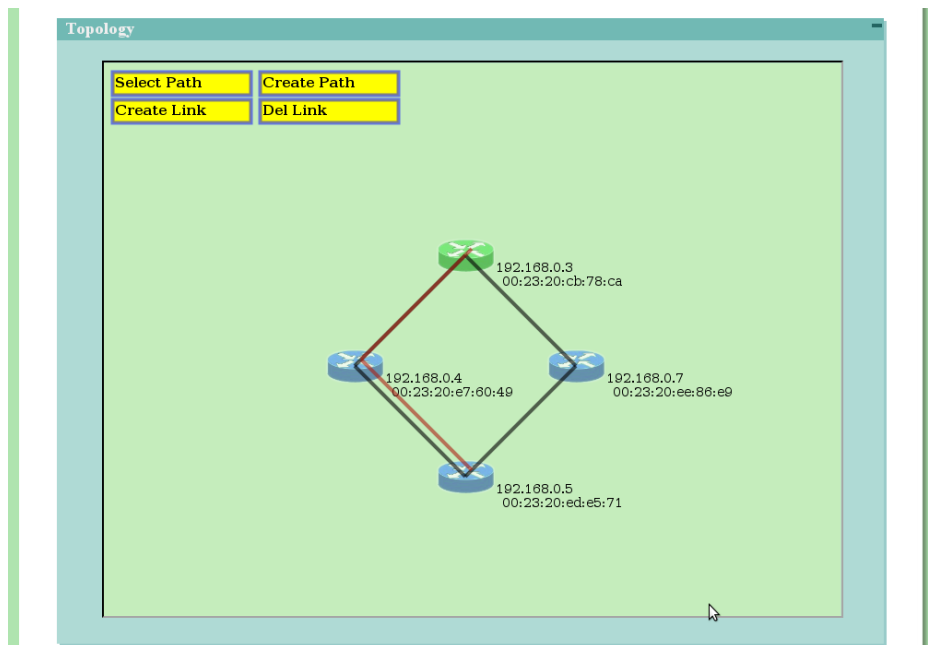 Topology
Select Path
Create Path
Create Link
Del Link
192.168.0.3
00:23:20:cb:78:ca
192.168.0.4
00:23:20:e7:60:49
192.168.0.7
00:23:20:ee:86:e9
192.168.0.5
00:23:20:ed:e5:71